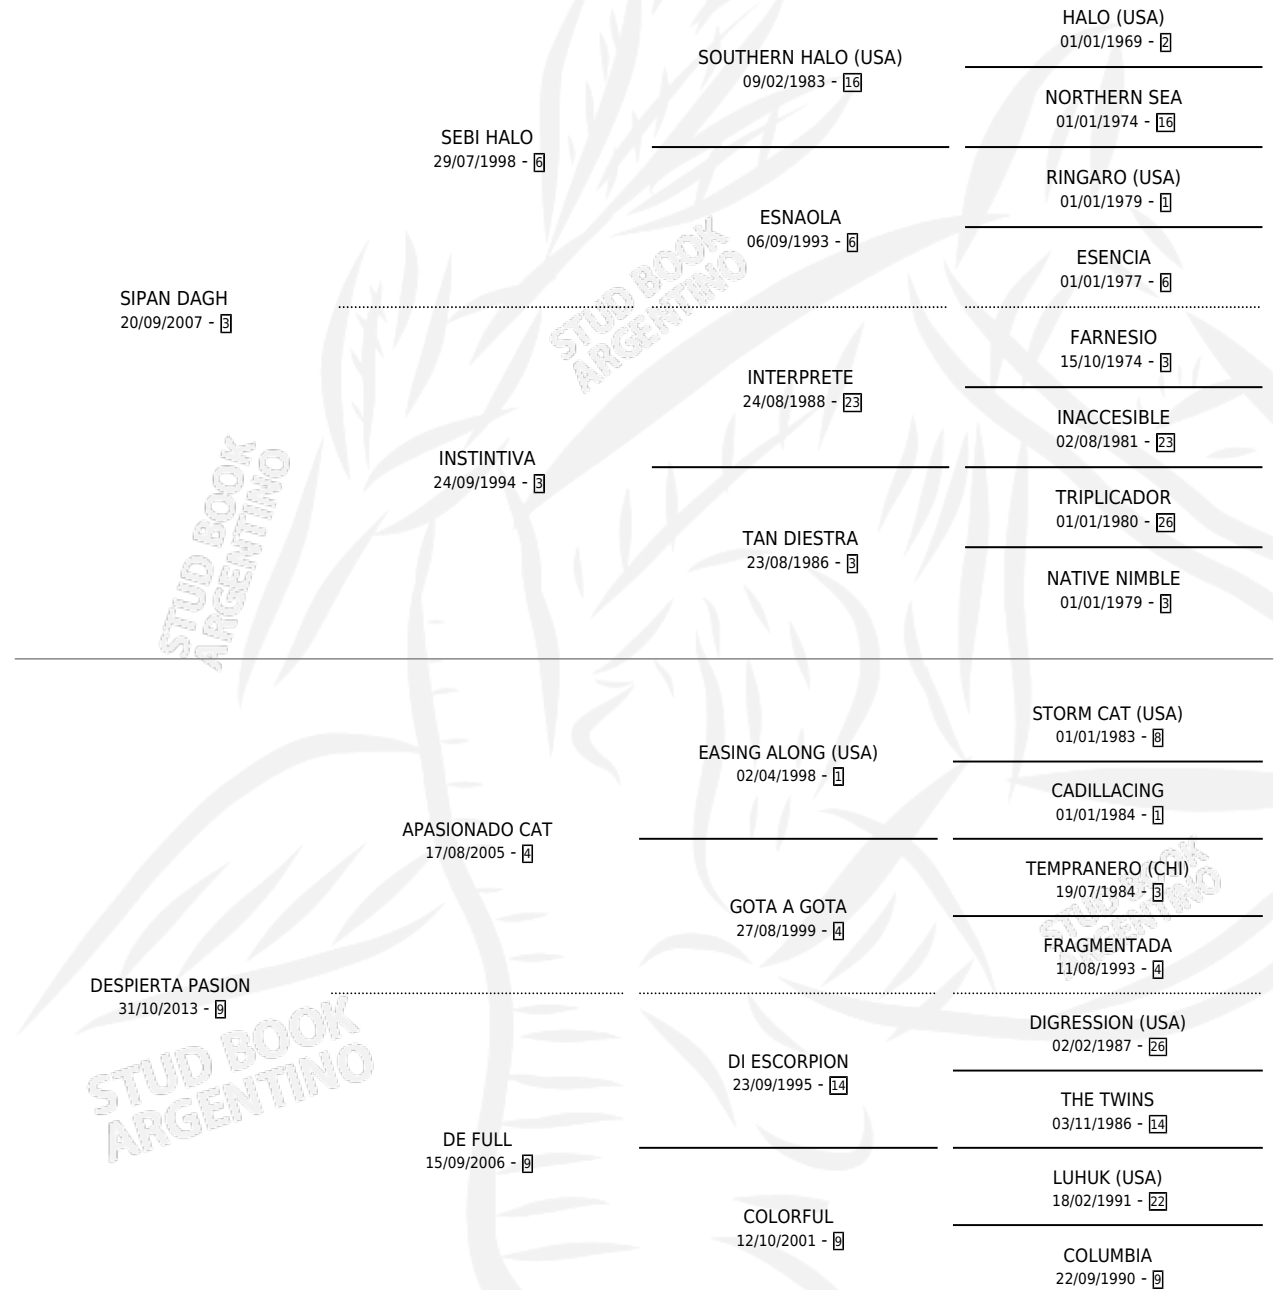 HALO (USA)
01/01/1969 - 2
SOUTHERN HALO (USA)
09/02/1983 - 16
NORTHERN SEA
01/01/1974 - 16
SEBI HALO
29/07/1998 - 6
RINGARO (USA)
01/01/1979 - 1
ESNAOLA
06/09/1993 - 6
ESENCIA
01/01/1977 - 6
SIPAN DAGH
20/09/2007 - 3
STUD BOOK
ARGENTINO
FARNESIO
15/10/1974 - 3
INTERPRETE
24/08/1988 - 23
INACCESIBLE
02/08/1981 - 23
INSTINTIVA
24/09/1994 - 3
TRIPLICADOR
01/01/1980 - 26
TAN DIESTRA
23/08/1986 - 3
NATIVE NIMBLE
01/01/1979 - 3
STUD BOOK
ARGENTINO
STORM CAT (USA)
01/01/1983 - 8
EASING ALONG (USA)
02/04/1998 - 1
CADILLACING
01/01/1984 - 1
APASIONADO CAT
17/08/2005 - 4
TEMPRANERO (CHI)
19/07/1984 - 3
GOTA A GOTA
27/08/1999 - 4
STUD BOOK
ARGENTINO
FRAGMENTADA
11/08/1993 - 4
DESPIERTA PASION
31/10/2013 - 9
DIGRESSION (USA)
02/02/1987 - 26
DI ESCORPION
23/09/1995 - 14
THE TWINS
03/11/1986 - 14
STUD BOOK
ARGENTINO
DE FULL
15/09/2006 - 9
LUHUK (USA)
18/02/1991 - 22
COLORFUL
12/10/2001 - 9
COLUMBIA
22/09/1990 - 9